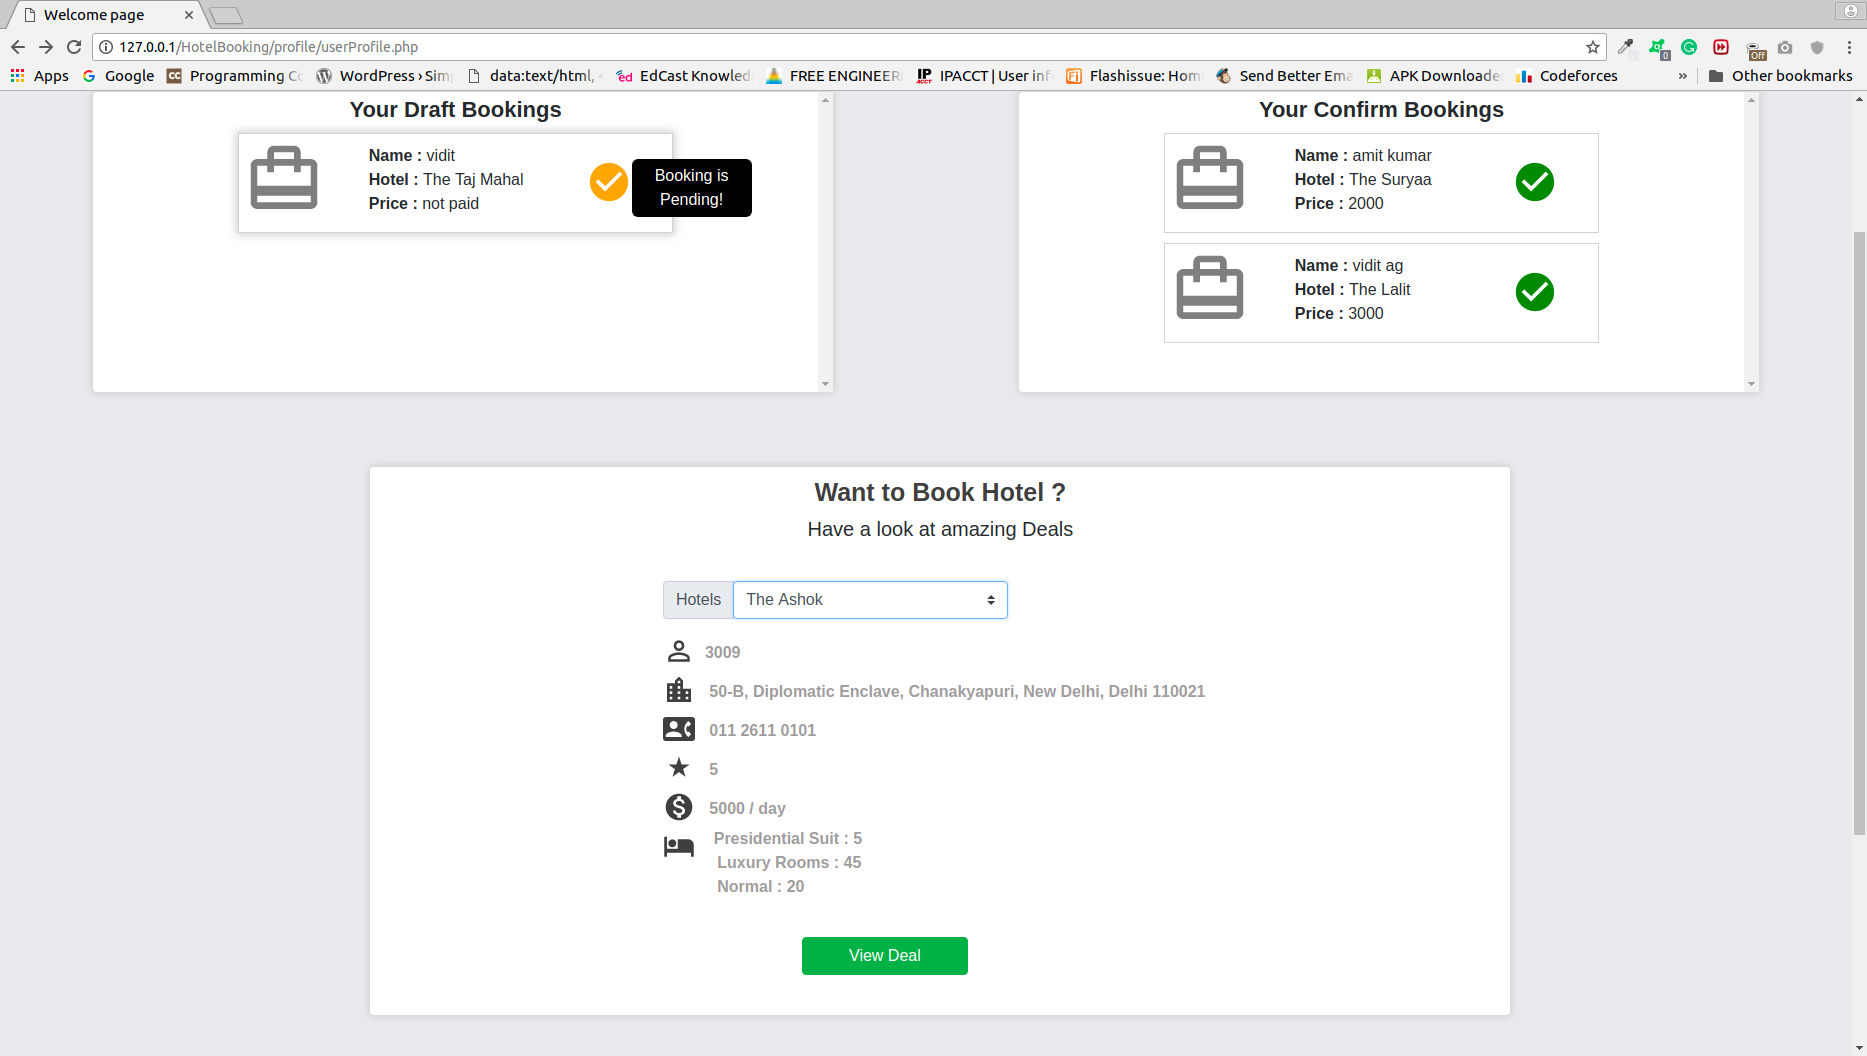 Welcome page
127.0.0.1/HotelBooking/profile/userProfile.php
0
Off
Apps
Google
CC
Programming
WordPress › Sim
data:text/html,
ed
EdCast Knowled
FREE ENGINEER
IP
ACCT
IPACCT | User inf
Flashissue: Hom
Send Better Ema
APK Downloade
Codeforces
»
Other bookmarks
Your Draft Bookings
Name : vidit
Hotel : The Taj Mahal
Price : not paid
Booking is
Pending!
Your Confirm Bookings
Name : amit kumar
Hotel : The Suryaa
Price : 2000
Name : vidit ag
Hotel : The Lalit
Price : 3000
Want to Book Hotel ?
Have a look at amazing Deals
Hotels
The Ashok
3009
50-B, Diplomatic Enclave, Chanakyapuri, New Delhi, Delhi 110021
011 2611 0101
5
5000 / day
Presidential Suit : 5
Luxury Rooms : 45
Normal : 20
View Deal